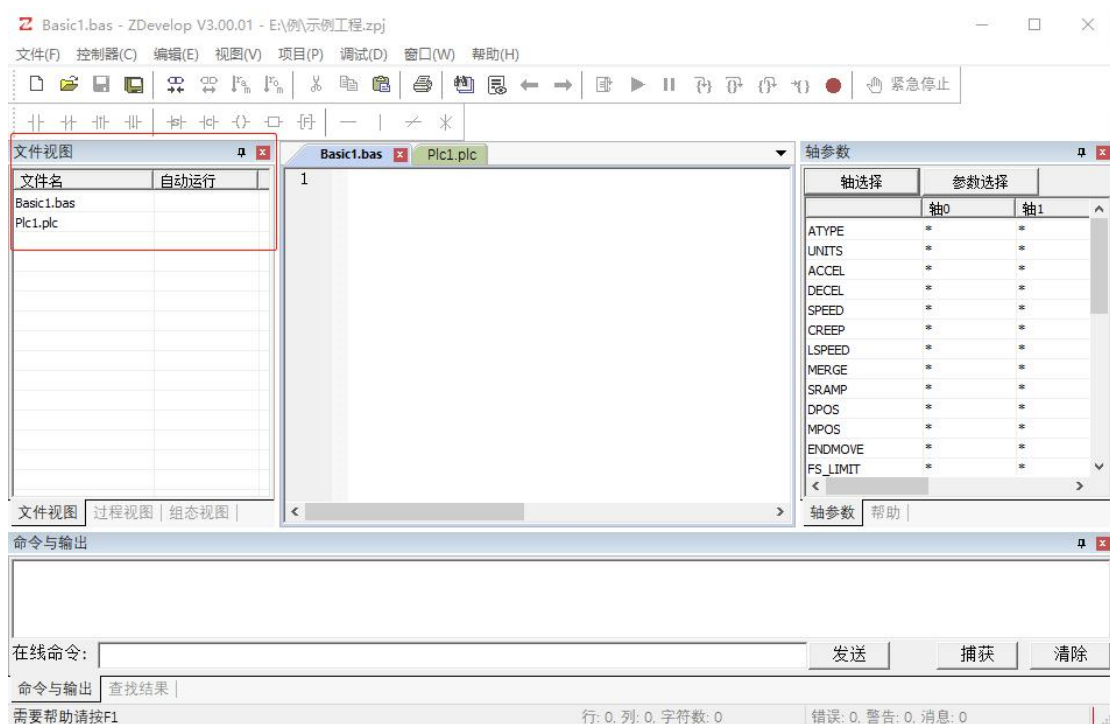 Basic1.bas - ZDevelop V3.00.01 - E:\例\示例工程.zpj
文件(F) 控制器(C) 编辑(E) 视图(V) 项目(P) 调试(D) 窗口(W) 帮助(H)
紧急停止
文件视图
文件名 自动运行
Basic1.bas
Plc1.plc
文件视图 过程视图 组态视图
Basic1.bas Plc1.plc
1
轴参数
轴选择 参数选择
轴0 轴1
ATYPE * *
UNITS * *
ACCEL * *
DECEL * *
SPEED * *
CREEP * *
LSPEED * *
MERGE * *
SRAMP * *
DPOS * *
MPOS * *
ENDMOVE * *
FS_LIMIT * *
轴参数 帮助
命令与输出
在线命令: 发送 捕获 清除
命令与输出 查找结果
需要帮助请按F1 行: 0, 列: 0, 字符数: 0 错误: 0, 警告: 0, 消息: 0